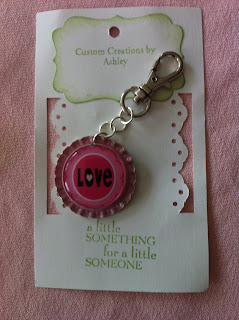 Custom Creations by
Ashley
LOVE
a little
SOMETHING
for a little
SOMEONE